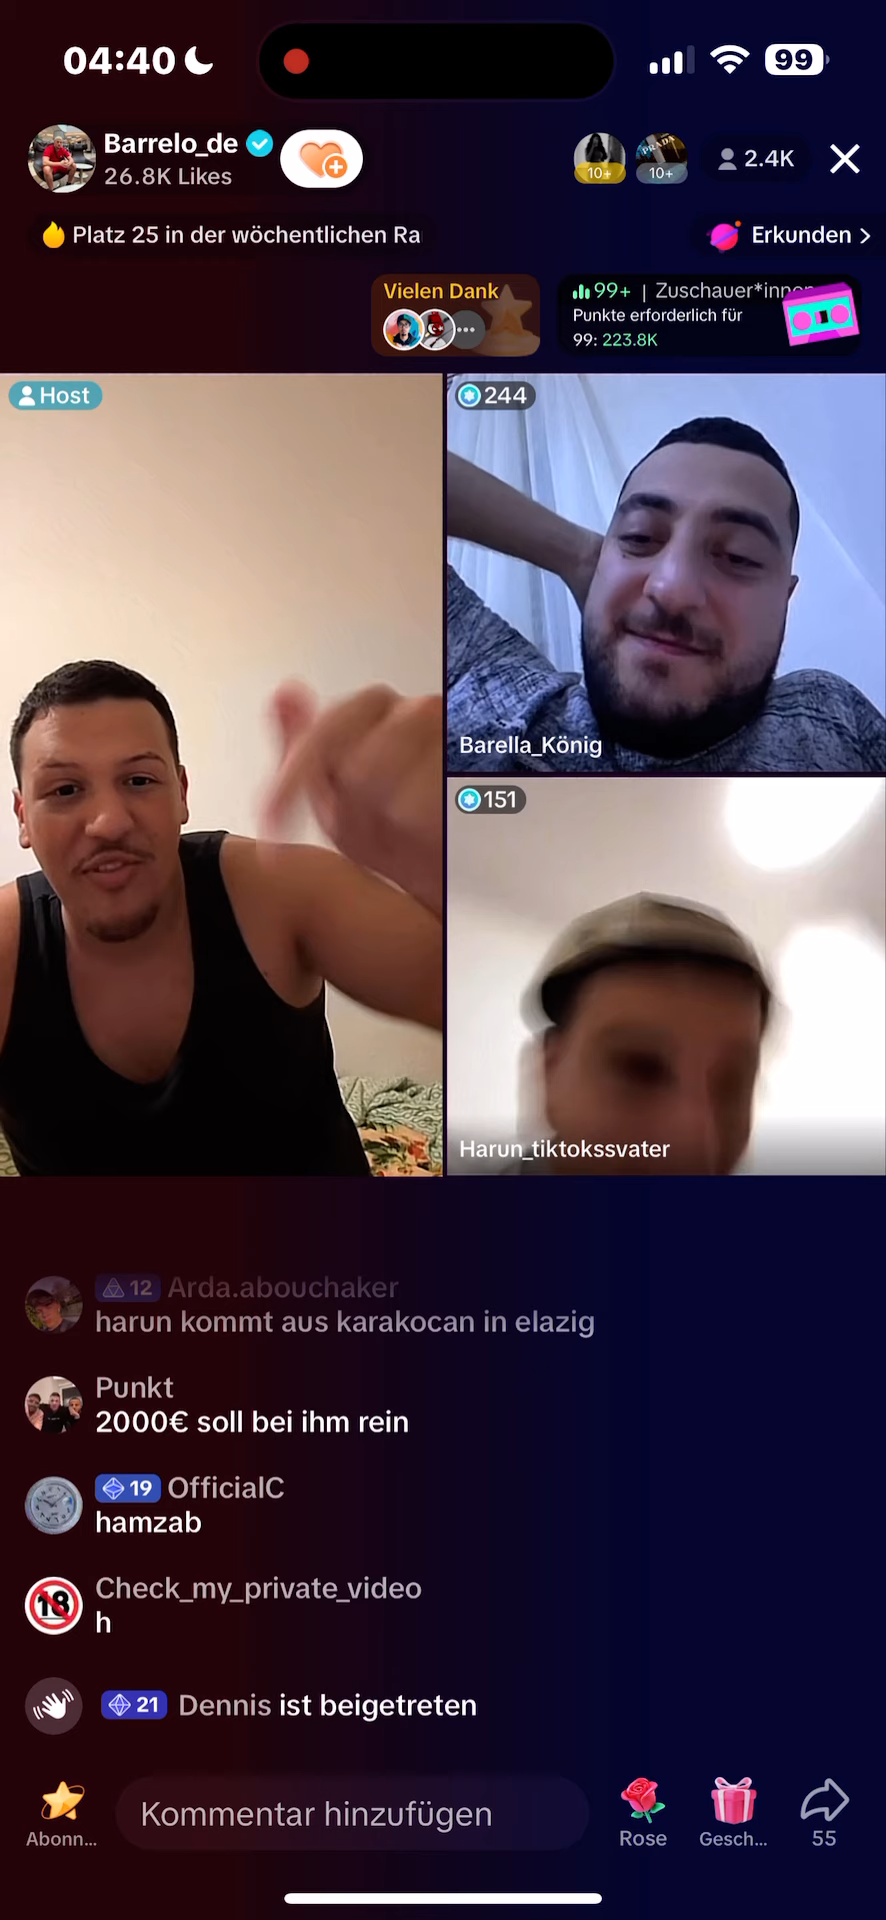 04:40
99
Barrelo_de
26.8K Likes
10+
10+
2.4K
Platz 25 in der wöchentlichen Ra
Erkunden
Vielen Dank
99+ | Zuschauer*innen
Punkte erforderlich für
99: 223.8K
Host
244
Barella_König
151
Harun_tiktokssvater
12 Arda.abouchaker
harun kommt aus karakocan in elazig
Punkt
2000€ soll bei ihm rein
19 OfficialC
hamzab
18
Check_my_private_video
h
21 Dennis ist beigetreten
Abonn...
Kommentar hinzufügen
Rose
Gesch...
55